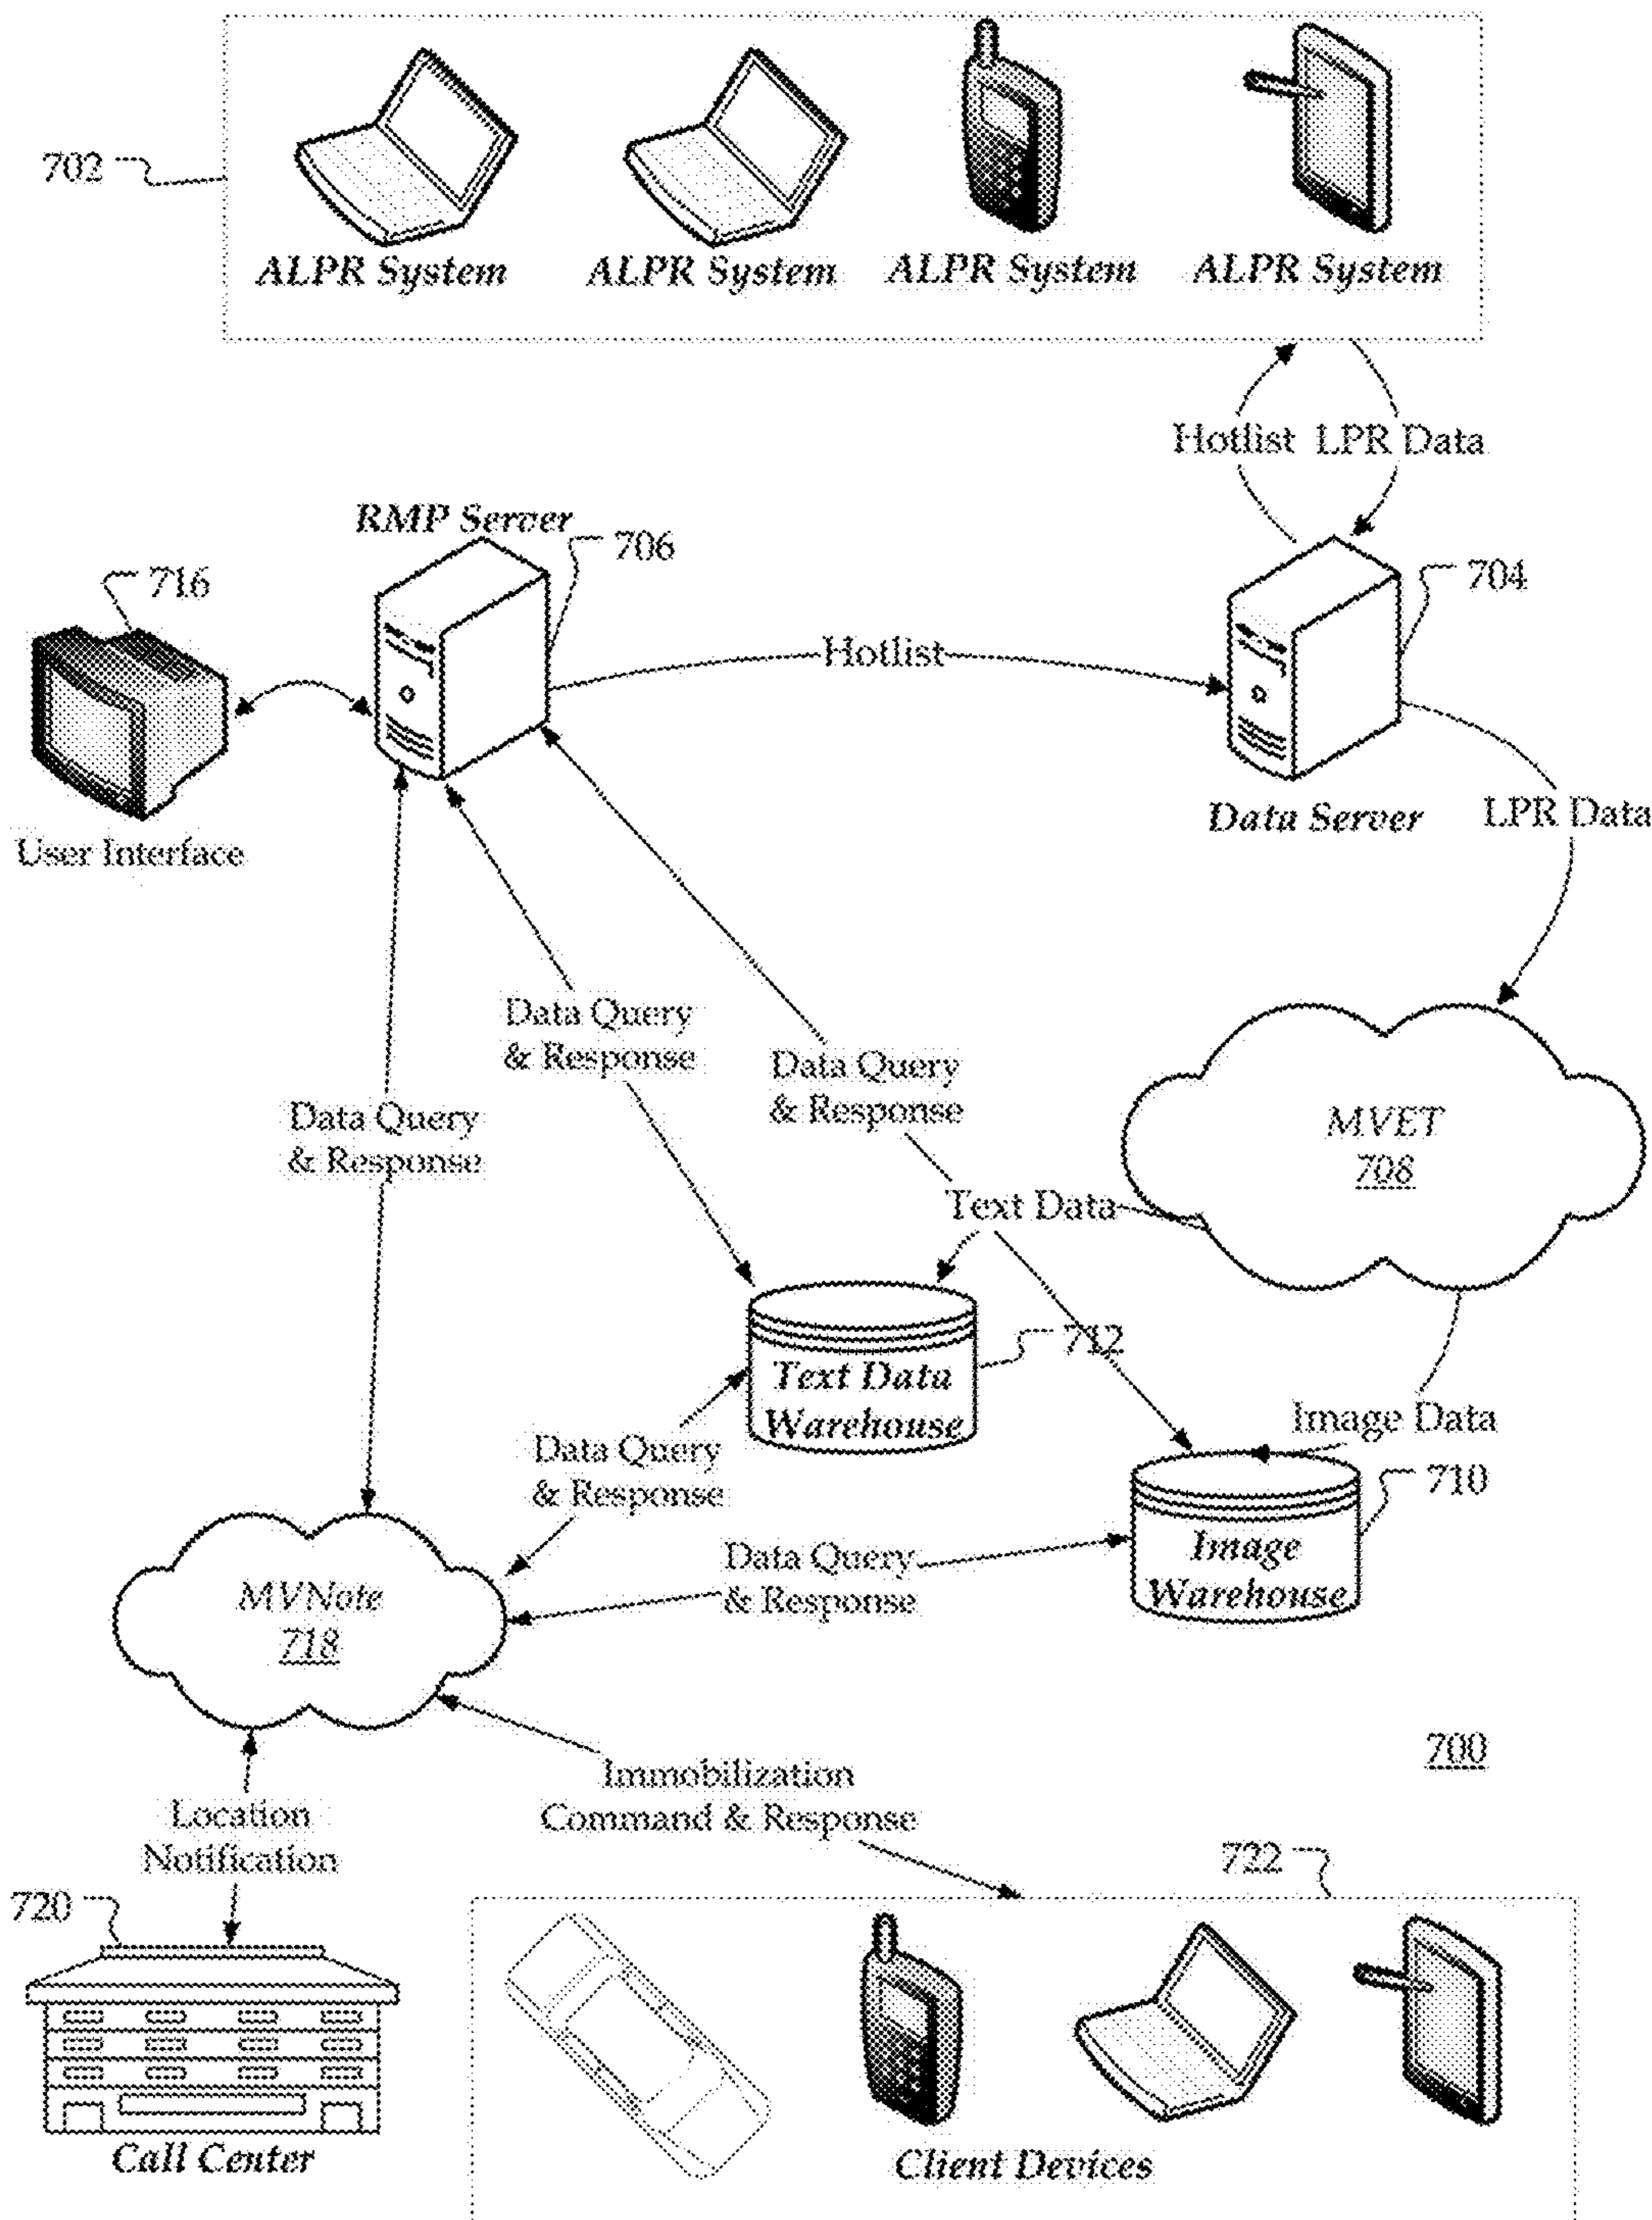 702
ALPR System
ALPR System
ALPR System
ALPR System
Hotlist
LPR Data
RMP Server
706
716
704
Hotlist
User Interface
Data Server
LPR Data
Data Query
& Response
Data Query
& Response
Data Query
& Response
MVET
708
Text Data
712
Text Data
Warehouse
Image Data
Data Query
& Response
710
Image
Warehouse
Data Query
& Response
MVNote
718
700
Immobilization
Command & Response
Location
Notification
722
720
Call Center
Client Devices